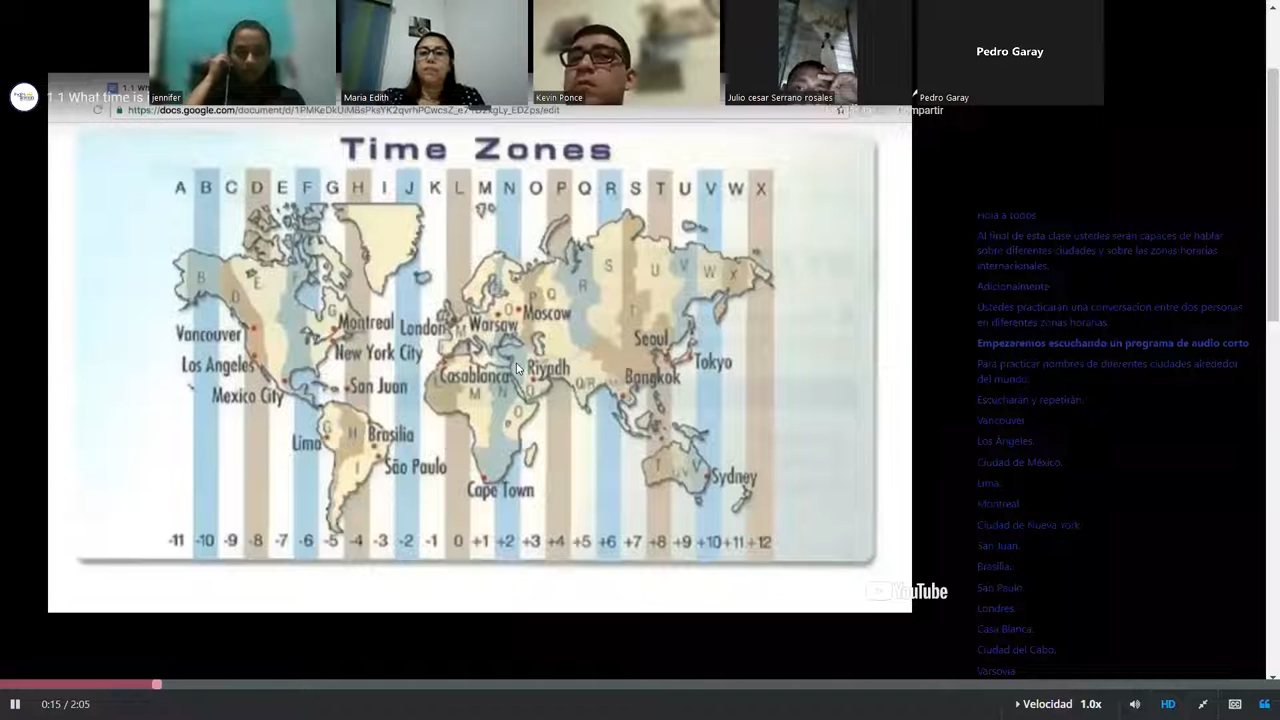 Pedro Garay
jennifer
Maria Edith
Kevin Ponce
Julio cesar Serrano rosales
Pedro Garay
1.1 What time is
Compartir
Time Zones
A B C D E F G H I J K L M N O P Q R S T U V W X
Vancouver
Los Angeles
Mexico City
Montreal
New York City
San Juan
Lima
Brasilia
São Paulo
London
Warsaw
Moscow
Casablanca
Riyadh
Cape Town
Seoul
Tokyo
Bangkok
Sydney
-11 -10 -9 -8 -7 -6 -5 -4 -3 -2 -1 0 +1 +2 +3 +4 +5 +6 +7 +8 +9 +10 +11 +12
YouTube
Hola a todos
Al final de esta clase ustedes serán capaces de hablar
sobre diferentes ciudades y sobre las zonas horarias
internacionales.
Adicionalmente
Ustedes practicarán una conversación entre dos personas
en diferentes zonas horarias.
Empezaremos escuchando un programa de audio corto
Para practicar nombres de diferentes ciudades alrededor
del mundo.
Escucharán y repetirán.
Vancouver
Los Ángeles.
Ciudad de México.
Lima.
Montreal
Ciudad de Nueva York.
San Juan.
Brasilia.
Sao Paulo
Londres.
Casa Blanca.
Ciudad del Cabo.
Varsovia
0:15 / 2:05
Velocidad 1.0x
HD